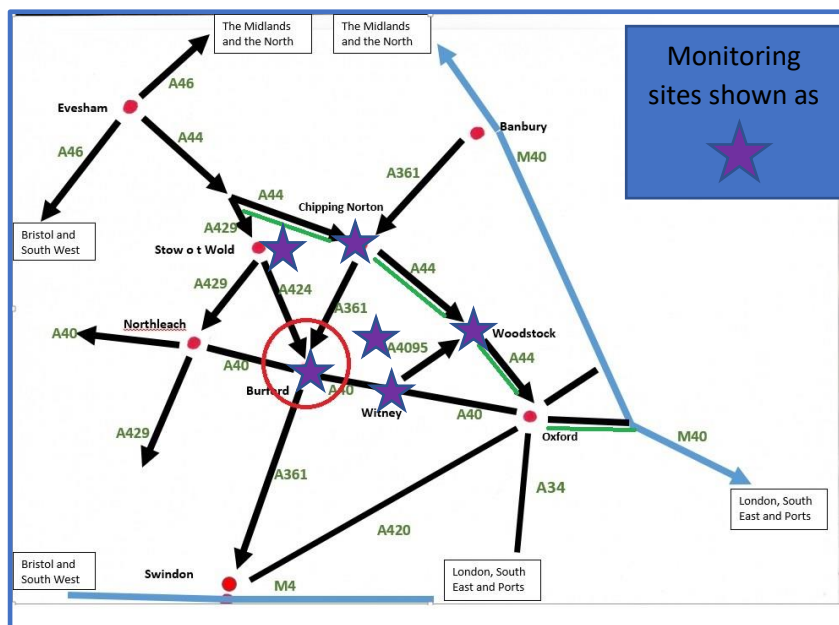 The Midlands
and the North
The Midlands
and the North
Monitoring
sites shown as
A46
Evesham
A46
A44
Banbury
M40
A361
A44
Chipping Norton
Bristol and
South West
A429
Stow o t Wold
A44
A429
A424
A361
Northleach
A40
Woodstock
A4095
A44
A40
Burford
A40
Witney
A40
Oxford
M40
A429
A361
A34
London, South
East and Ports
A420
Bristol and
South West
Swindon
M4
London, South
East and Ports